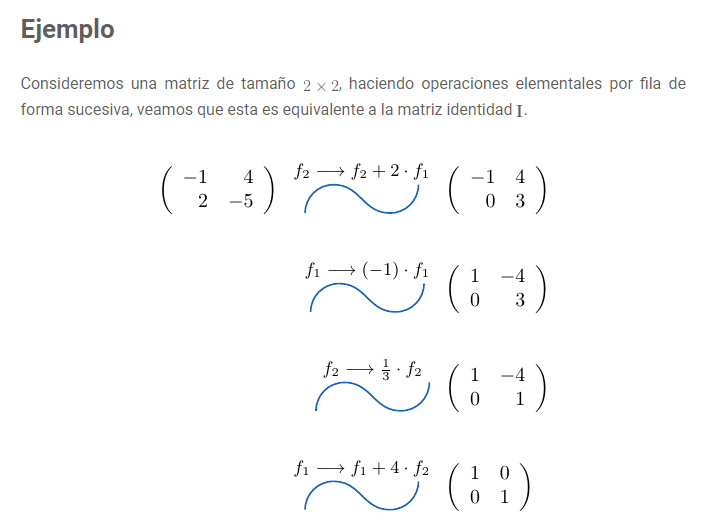 Ejemplo
Consideremos una matriz de tamaño 2 × 2, haciendo operaciones elementales por fila de
forma sucesiva, veamos que esta es equivalente a la matriz identidad I.
( −1 4 ; 2 −5 ) f₂ ⟶ f₂ + 2 · f₁ ( −1 4 ; 0 3 )
f₁ ⟶ (−1) · f₁ ( 1 −4 ; 0 3 )
f₂ ⟶ 1/3 · f₂ ( 1 −4 ; 0 1 )
f₁ ⟶ f₁ + 4 · f₂ ( 1 0 ; 0 1 )